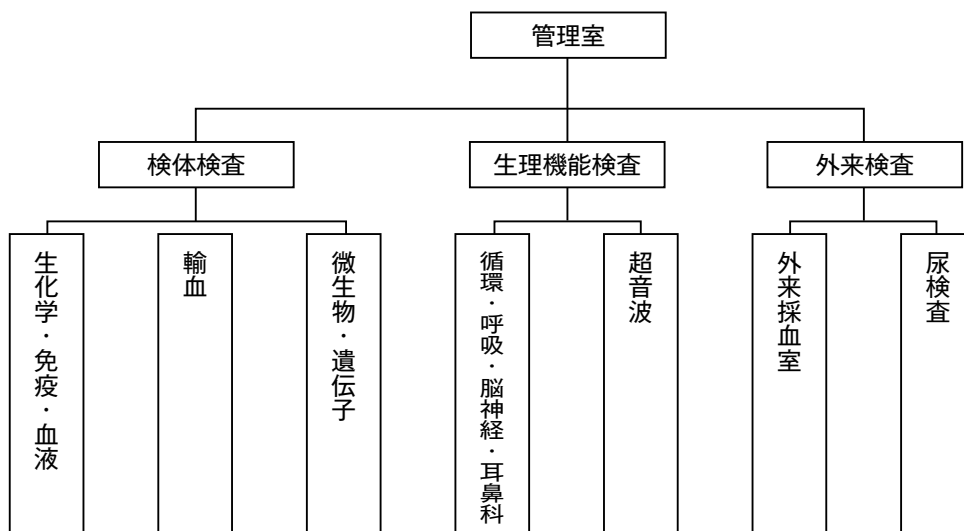 管理室
検体検査
生理機能検査
外来検査
生化学・免疫・血液
輸血
微生物・遺伝子
循環・呼吸・脳神経・耳鼻科
超音波
外来採血室
尿検査